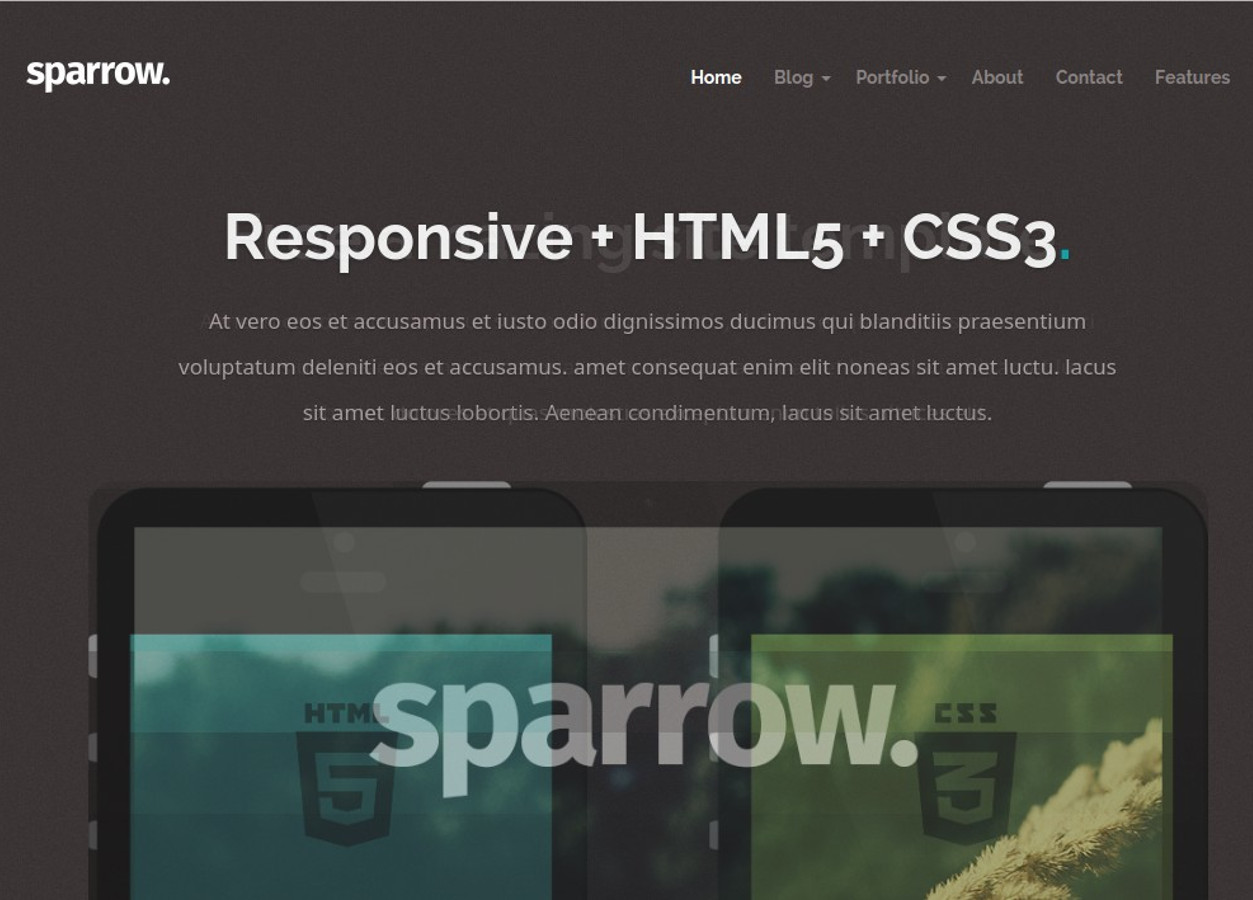 sparrow.
Home Blog Portfolio About Contact Features
Responsive + HTML5 + CSS3.
At vero eos et accusamus et iusto odio dignissimos ducimus qui blanditiis praesentium
voluptatum deleniti eos et accusamus. amet consequat enim elit noneas sit amet luctu. lacus
sit amet luctus lobortis. Aenean condimentum, lacus sit amet luctus.
HTML
5
sparrow.
CSS
3